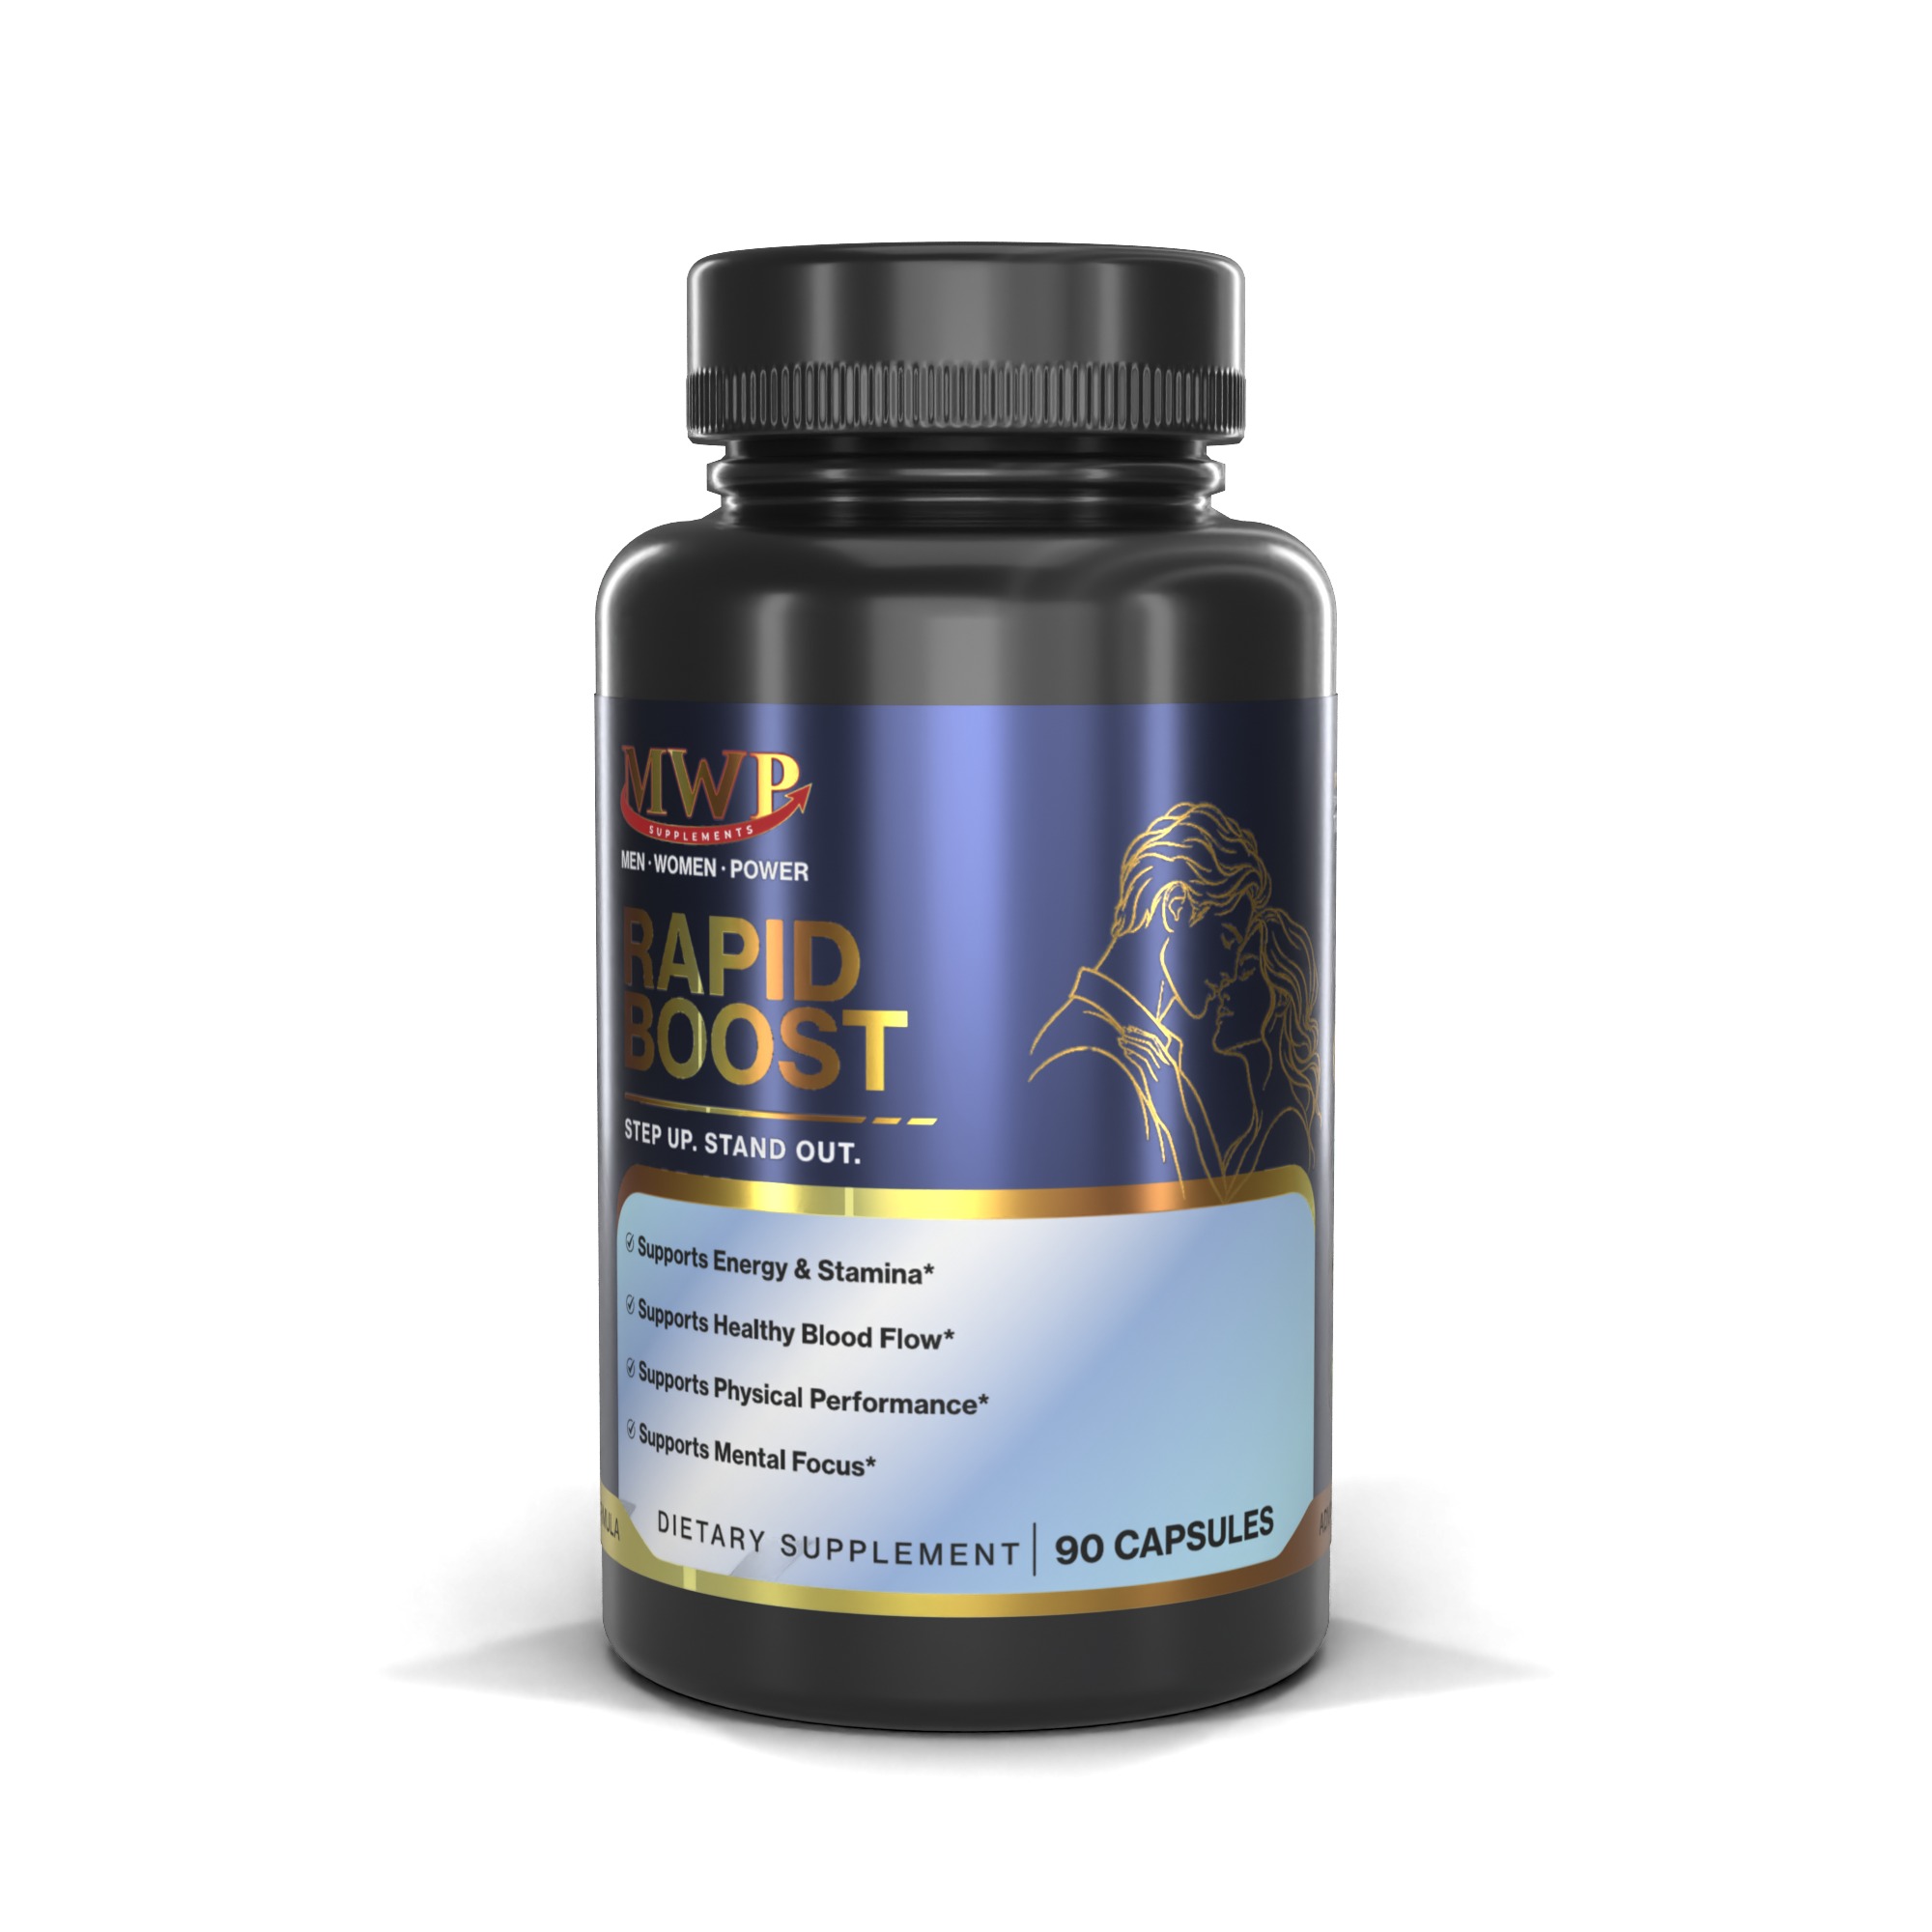 MWP
SUPPLEMENTS
MEN · WOMEN · POWER
RAPID
BOOST
STEP UP. STAND OUT.
Supports Energy & Stamina*
Supports Healthy Blood Flow*
Supports Physical Performance*
Supports Mental Focus*
DIETARY SUPPLEMENT | 90 CAPSULES